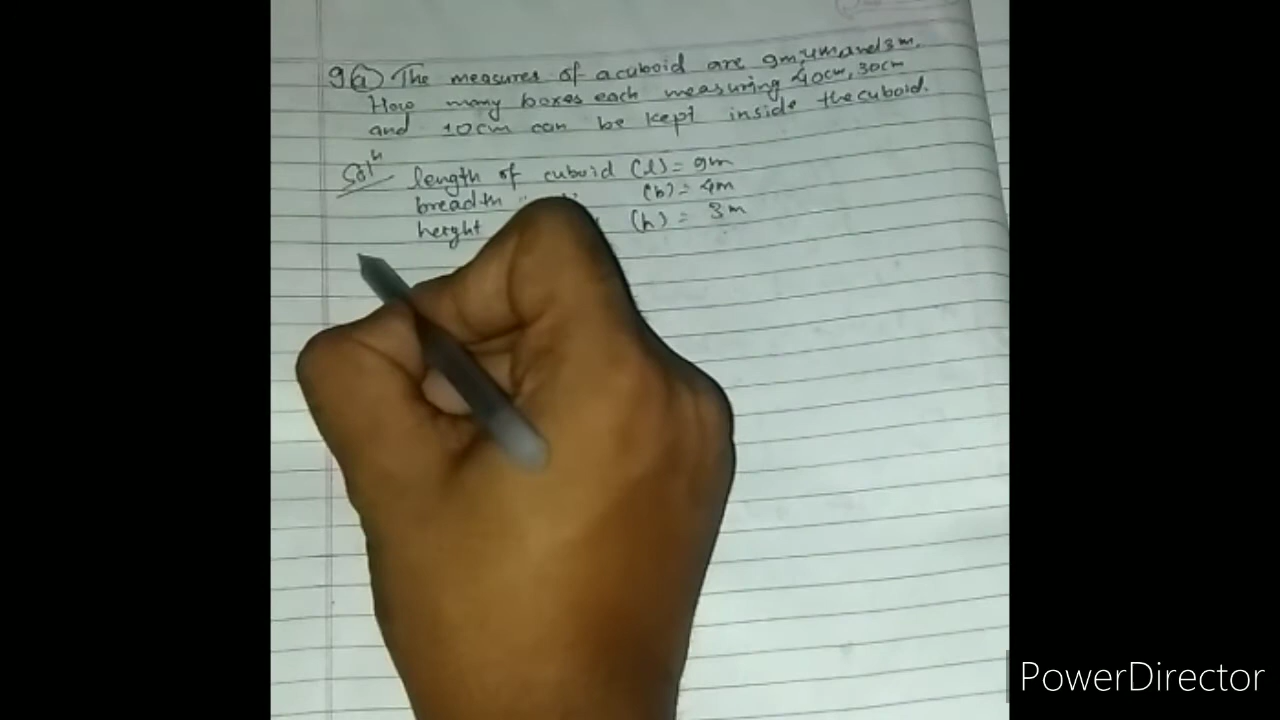 9(a) The measures of a cuboid are 9m, 4m and 3m.
How many boxes each measuring 40cm, 30cm
and 10cm can be kept inside the cuboid.
Solⁿ
length of cuboid (l) = 9m
breadth " (b) = 4m
height (h) = 3m
PowerDirector